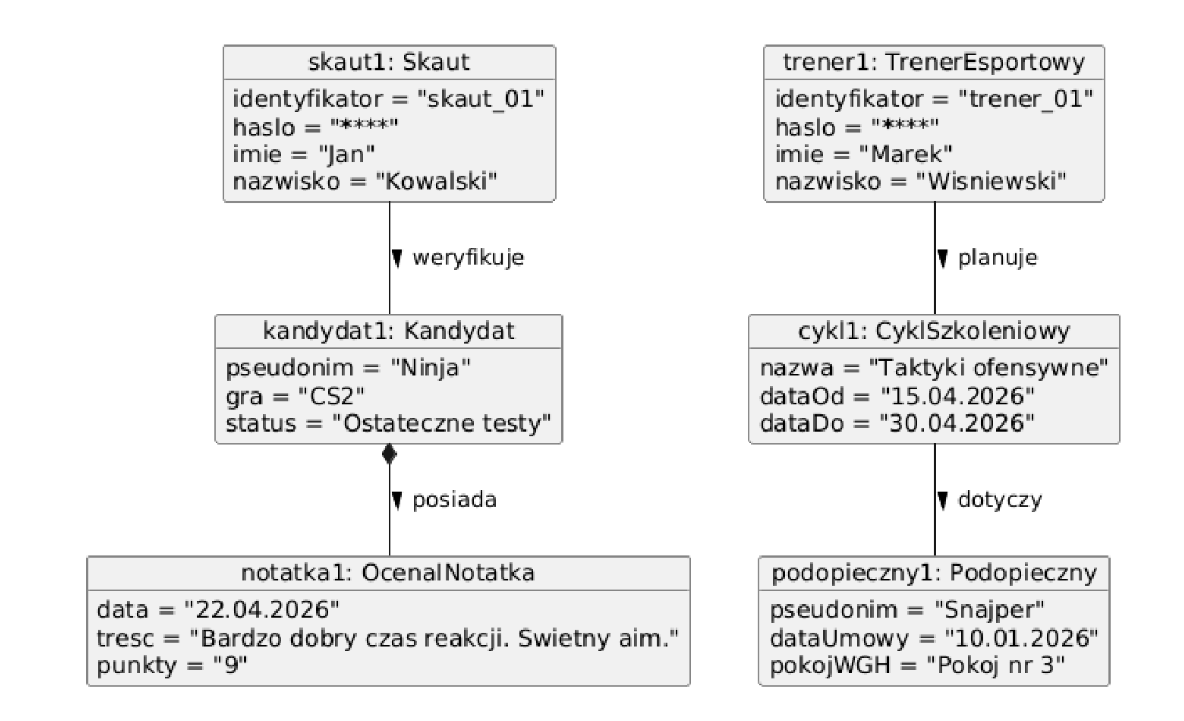 skaut1: Skaut
identyfikator = "skaut_01"
haslo = "****"
imie = "Jan"
nazwisko = "Kowalski"
weryfikuje
kandydat1: Kandydat
pseudonim = "Ninja"
gra = "CS2"
status = "Ostateczne testy"
posiada
notatka1: OcenaINotatka
data = "22.04.2026"
tresc = "Bardzo dobry czas reakcji. Swietny aim."
punkty = "9"
trener1: TrenerEsportowy
identyfikator = "trener_01"
haslo = "****"
imie = "Marek"
nazwisko = "Wisniewski"
planuje
cykl1: CyklSzkoleniowy
nazwa = "Taktyki ofensywne"
dataOd = "15.04.2026"
dataDo = "30.04.2026"
dotyczy
podopieczny1: Podopieczny
pseudonim = "Snajper"
dataUmowy = "10.01.2026"
pokojWGH = "Pokoj nr 3"